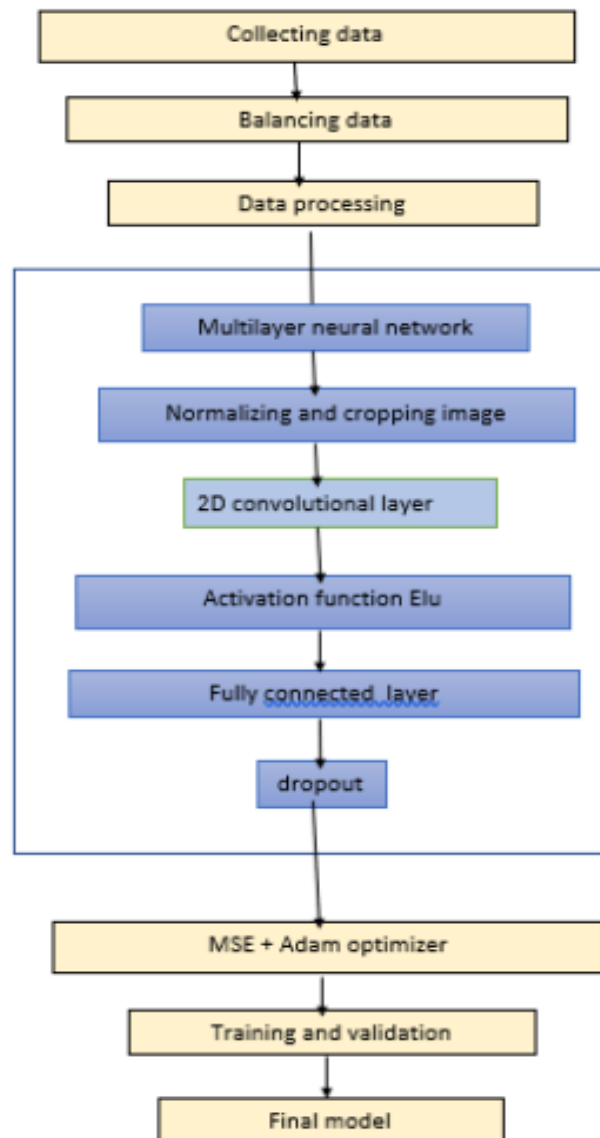 Collecting data
Balancing data
Data processing
Multilayer neural network
Normalizing and cropping image
2D convolutional layer
Activation function Elu
Fully connected layer
dropout
MSE + Adam optimizer
Training and validation
Final model